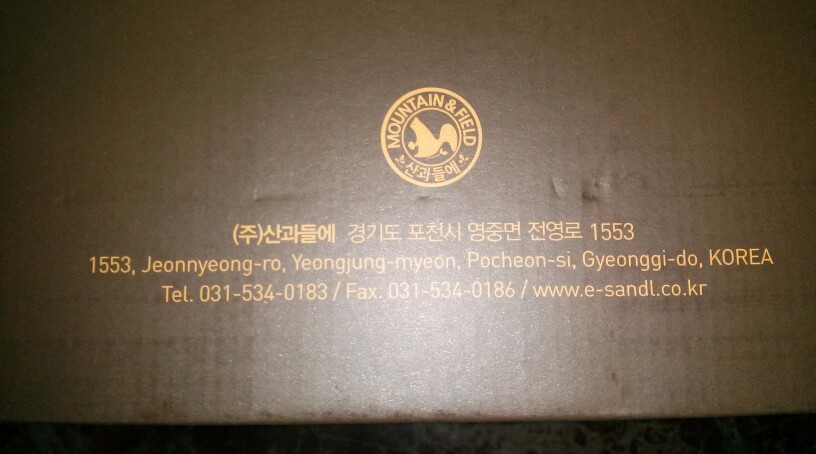 MOUNTAIN & FIELD
산과들에
(주)산과들에 경기도 포천시 영중면 전영로 1553
1553, Jeonnyeong-ro, Yeongjung-myeon, Pocheon-si, Gyeonggi-do, KOREA
Tel. 031-534-0183 / Fax. 031-534-0186 / www.e-sandl.co.kr